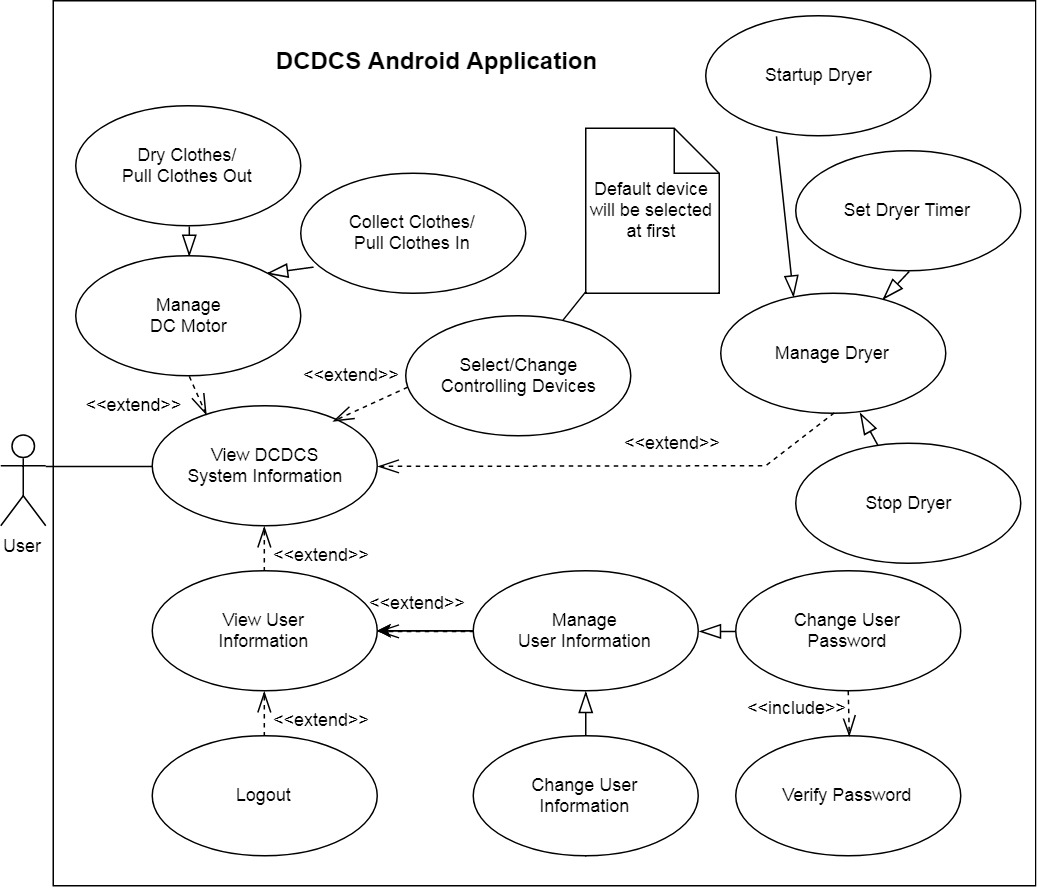 DCDCS Android Application
Startup Dryer
Dry Clothes/
Pull Clothes Out
Collect Clothes/
Pull Clothes In
Default device
will be selected
at first
Set Dryer Timer
Manage
DC Motor
Select/Change
Controlling Devices
Manage Dryer
<<extend>>
<<extend>>
<<extend>>
View DCDCS
System Information
Stop Dryer
User
<<extend>>
View User
Information
<<extend>>
Manage
User Information
Change User
Password
<<extend>>
<<include>>
Logout
Change User
Information
Verify Password